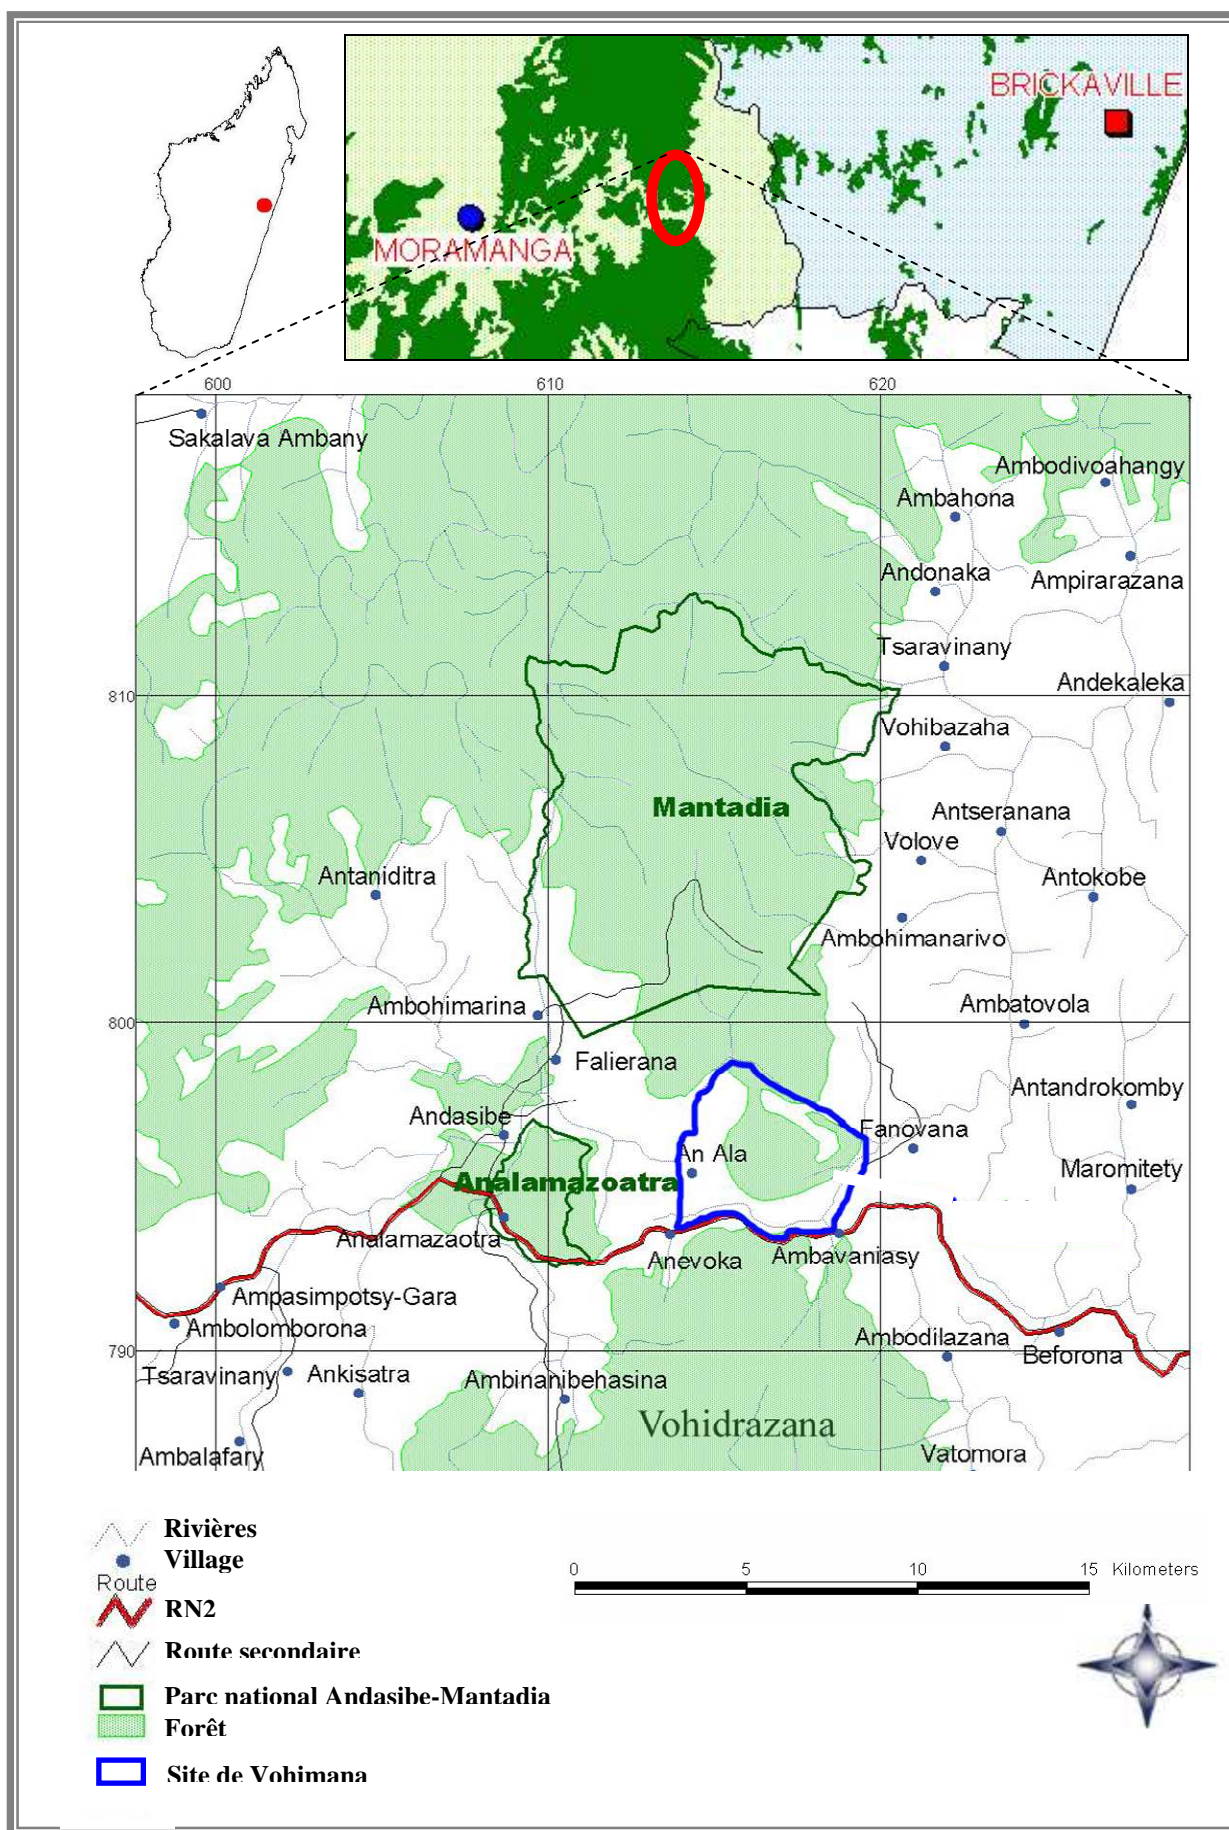 BRICKAVILLE
MORAMANGA
600
610
620
Sakalava Ambany
Ambodivoahangy
Ambahona
Andonaka
Ampirarazana
Tsaravinany
Andekaleka
810
Vohibazaha
Mantadia
Antseranana
Volove
Antaniditra
Antokobe
Ambohimanarivo
Ambohimarina
Ambatovola
800
Falierana
Antandrokomby
Andasibe
Fanovana
An Ala
Maromitety
Analamazoatra
Analamazaotra
Anevoka
Ambavaniasy
Ampasimpotsy-Gara
Ambolomborona
Ambodilazana
Beforona
790
Tsaravinany
Ankisatra
Ambinanibehasina
Vohidrazana
Ambalafary
Vatomora
Rivières
Village
Route
RN2
Route secondaire
Parc national Andasibe-Mantadia
Forêt
Site de Vohimana
0 5 10 15 Kilometers